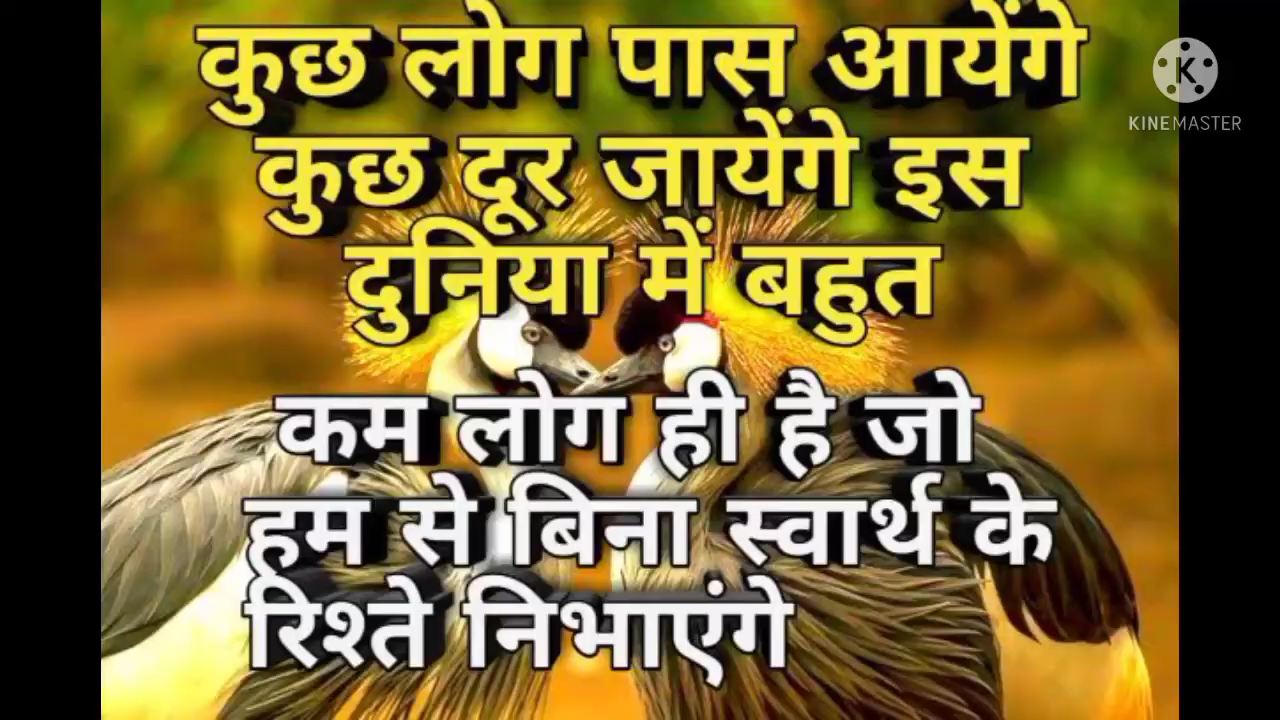 कुछ लोग पास आयेंगे
कुछ दूर जायेंगे इस
दुनिया में बहुत
कम लोग ही है जो
हम से बिना स्वार्थ के
रिश्ते निभाएंगे
K
KINEMASTER